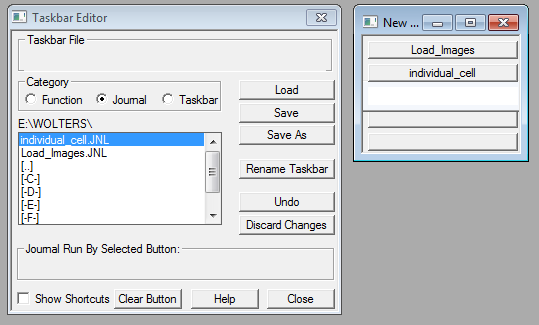 Taskbar Editor
Taskbar File
Category
Function Journal Taskbar
E:\WOLTERS\
individual_cell.JNL
Load_Images.JNL
[..]
[-C-]
[-D-]
[-E-]
[-F-]
Load
Save
Save As
Rename Taskbar
Undo
Discard Changes
Journal Run By Selected Button:
Show Shortcuts Clear Button Help Close
New ...
Load_Images
individual_cell